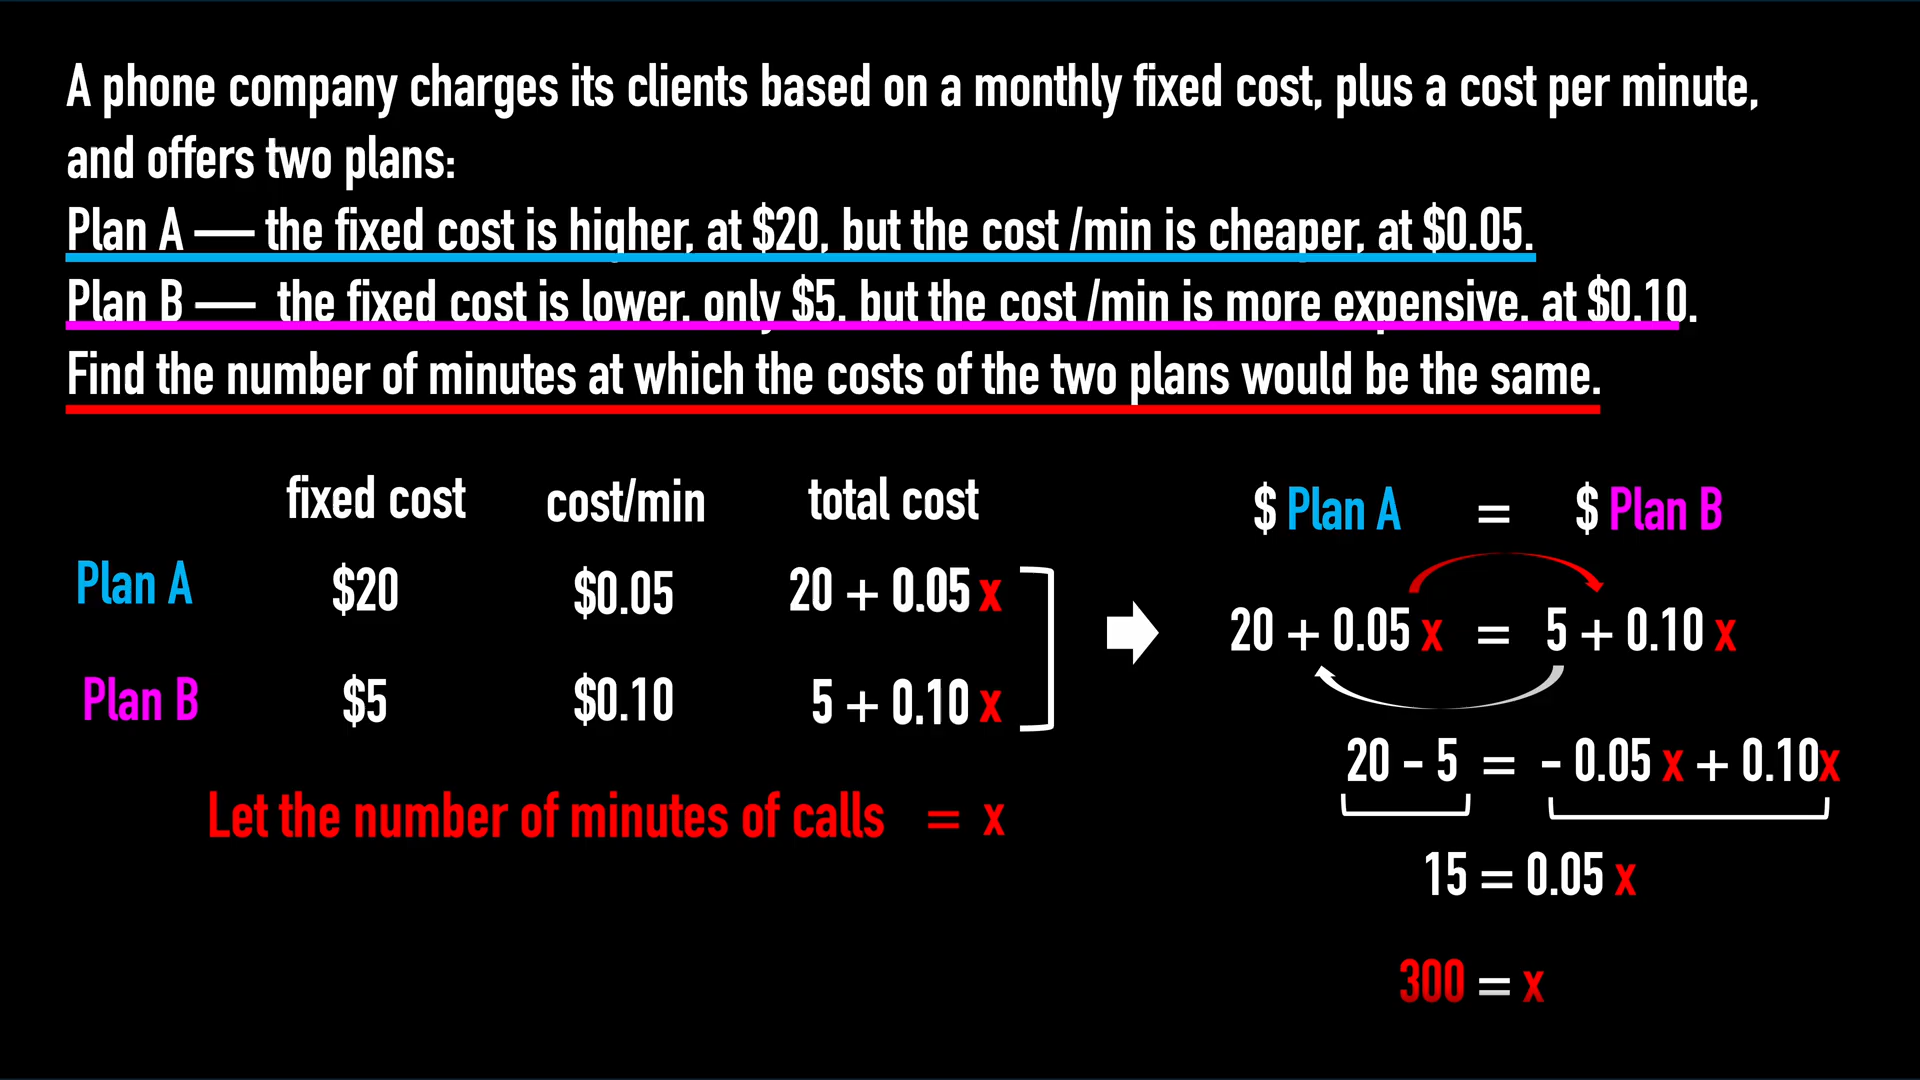 A phone company charges its clients based on a monthly fixed cost, plus a cost per minute,
and offers two plans:
Plan A — the fixed cost is higher, at $20, but the cost /min is cheaper, at $0.05.
Plan B — the fixed cost is lower, only $5, but the cost /min is more expensive, at $0.10.
Find the number of minutes at which the costs of the two plans would be the same.
fixed cost cost/min total cost
Plan A $20 $0.05 20 + 0.05 x
Plan B $5 $0.10 5 + 0.10 x
Let the number of minutes of calls = x
$ Plan A = $ Plan B
20 + 0.05 x = 5 + 0.10 x
20 - 5 = - 0.05 x + 0.10x
15 = 0.05 x
300 = x